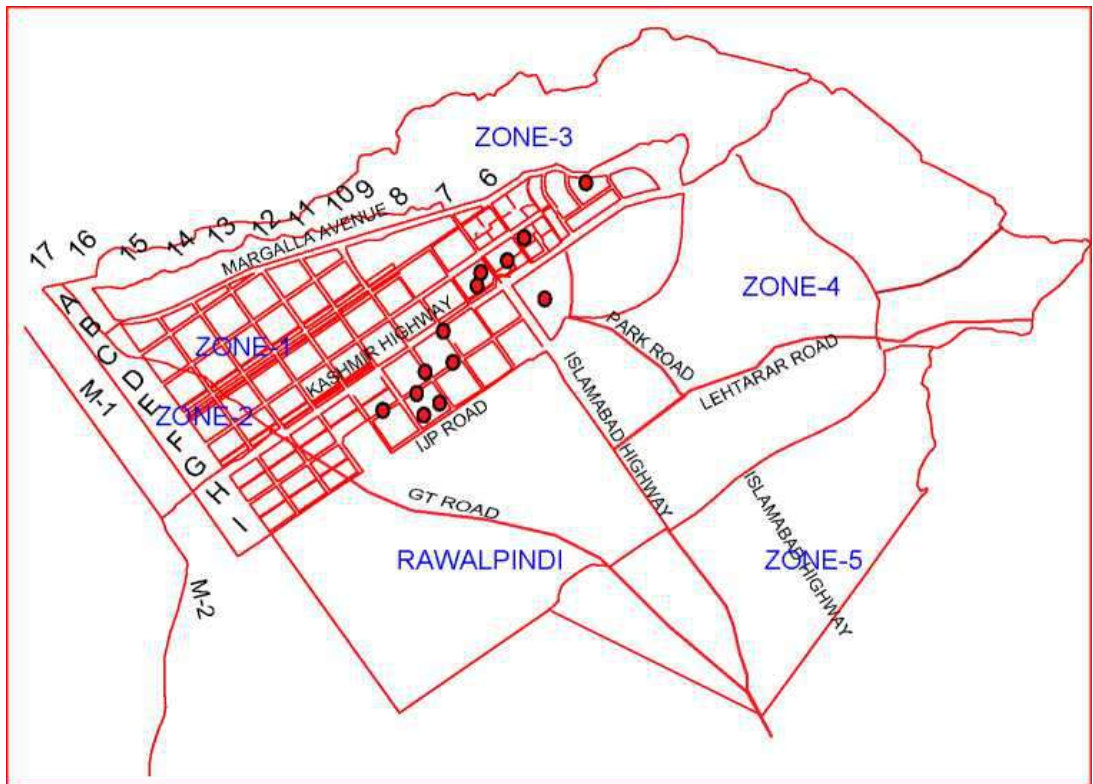 ZONE-3
6
7
8
9
10
11
12
13
14
15
16
17
MARGALLA AVENUE
A
B
C
D
E
F
G
H
I
ZONE-4
ZONE-1
KASHMIR HIGHWAY
PARK ROAD
LEHTARAR ROAD
ISLAMABAD HIGHWAY
M-1
ZONE-2
IJP ROAD
GT ROAD
ISLAMABAD HIGHWAY
RAWALPINDI
ZONE-5
M-2